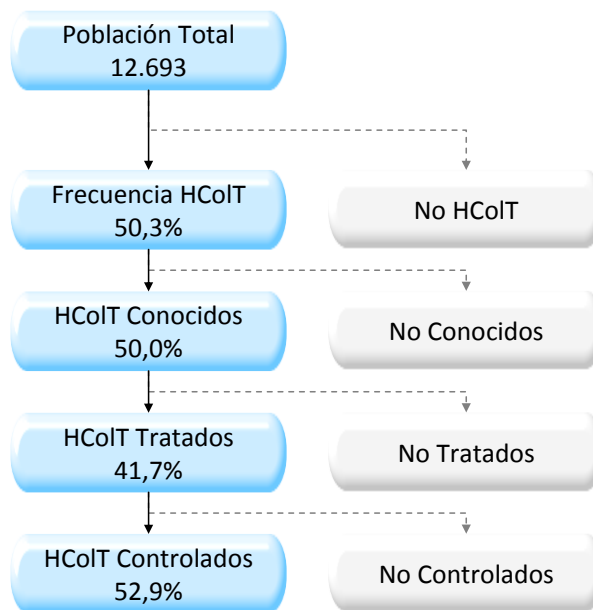 Población Total
12.693
Frecuencia HColT
50,3%
No HColT
HColT Conocidos
50,0%
No Conocidos
HColT Tratados
41,7%
No Tratados
HColT Controlados
52,9%
No Controlados